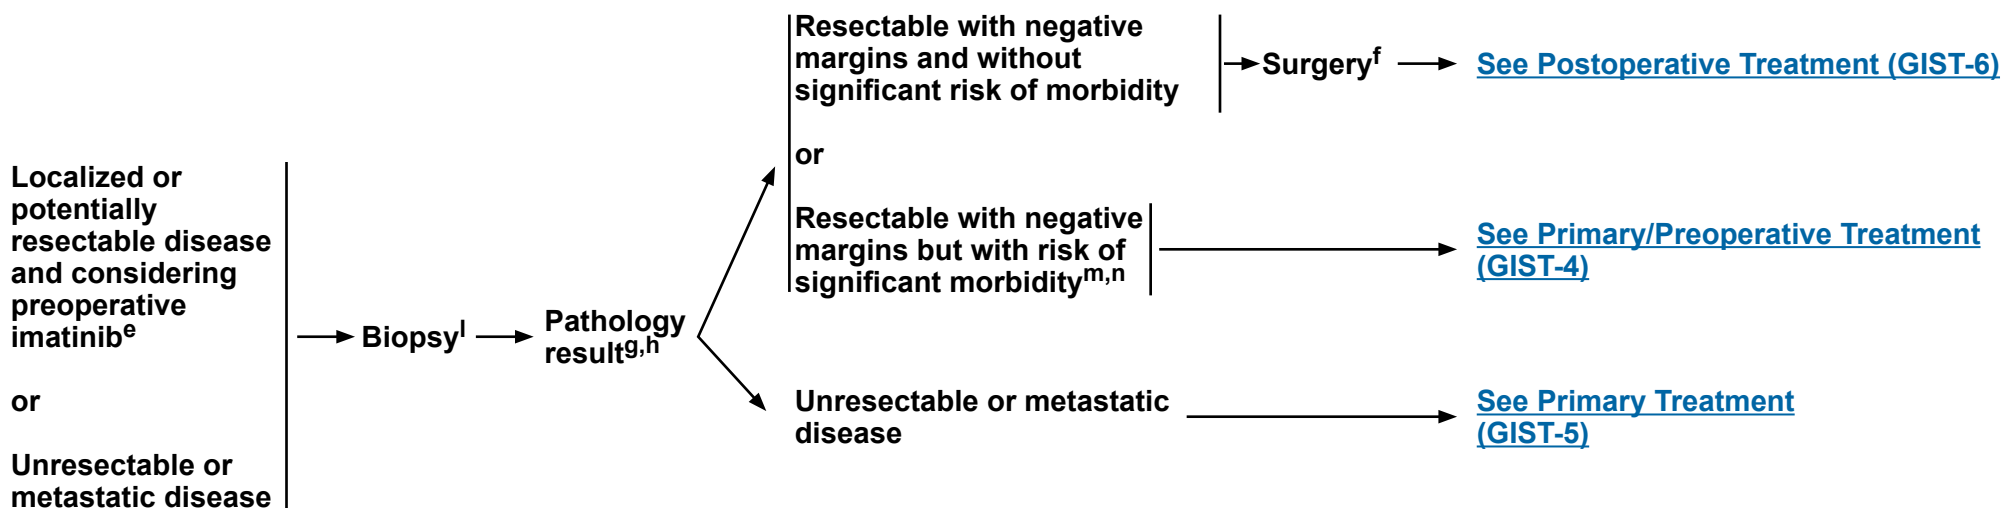 Localized or
potentially
resectable disease
and considering
preoperative
imatinibe
or
Unresectable or
metastatic disease
Biopsyl
Pathology
resultg,h
Resectable with negative
margins and without
significant risk of morbidity
or
Resectable with negative
margins but with risk of
significant morbiditym,n
Unresectable or metastatic
disease
Surgeryf
See Postoperative Treatment (GIST-6)
See Primary/Preoperative Treatment
(GIST-4)
See Primary Treatment
(GIST-5)